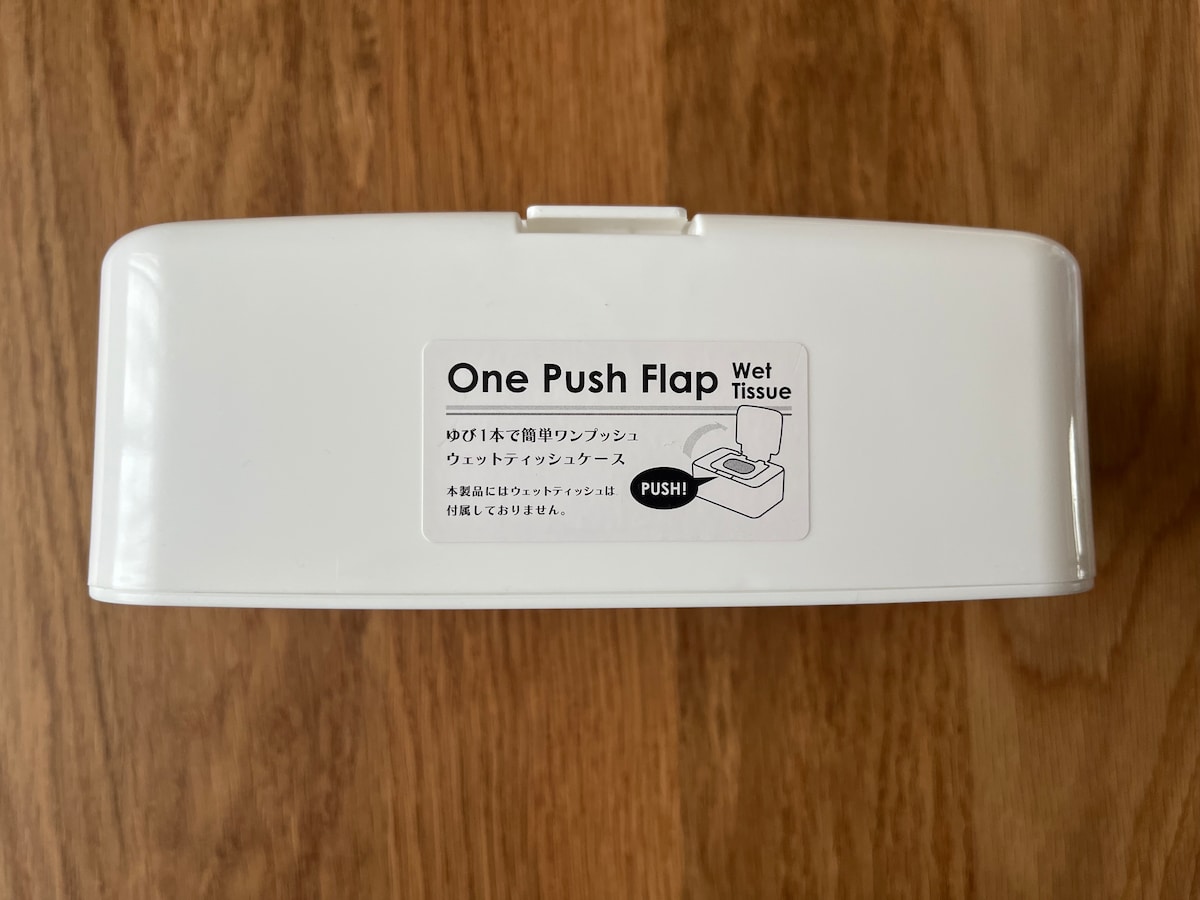 One Push Flap Wet Tissue
ゆび1本で簡単ワンプッシュ
ウェットティッシュケース
本製品にはウェットティッシュは
付属しておりません。
PUSH!